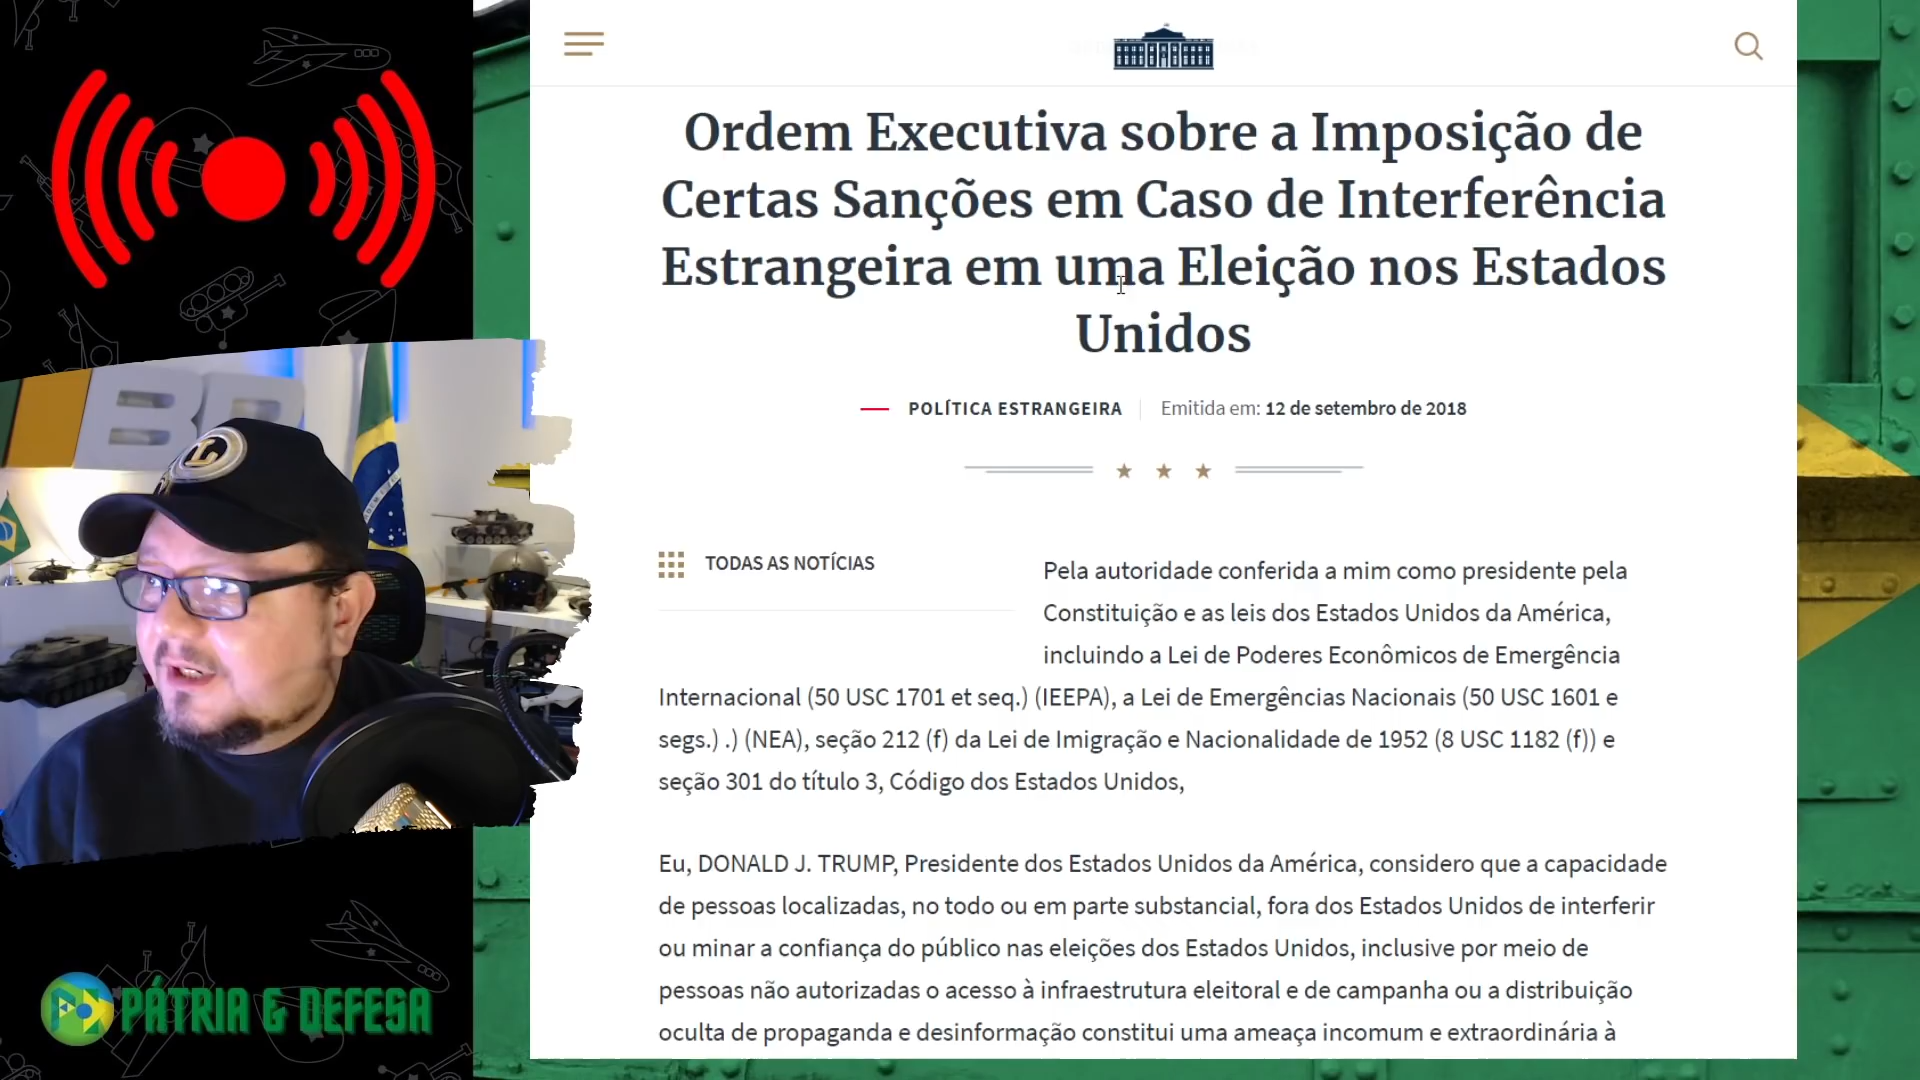 Ordem Executiva sobre a Imposição de
Certas Sanções em Caso de Interferência
Estrangeira em uma Eleição nos Estados
Unidos
POLÍTICA ESTRANGEIRA
Emitida em: 12 de setembro de 2018
TODAS AS NOTÍCIAS
Pela autoridade conferida a mim como presidente pela
Constituição e as leis dos Estados Unidos da América,
incluindo a Lei de Poderes Econômicos de Emergência
Internacional (50 USC 1701 et seq.) (IEEPA), a Lei de Emergências Nacionais (50 USC 1601 e
segs.) .) (NEA), seção 212 (f) da Lei de Imigração e Nacionalidade de 1952 (8 USC 1182 (f)) e
seção 301 do título 3, Código dos Estados Unidos,
Eu, DONALD J. TRUMP, Presidente dos Estados Unidos da América, considero que a capacidade
de pessoas localizadas, no todo ou em parte substancial, fora dos Estados Unidos de interferir
ou minar a confiança do público nas eleições dos Estados Unidos, inclusive por meio de
pessoas não autorizadas o acesso à infraestrutura eleitoral e de campanha ou a distribuição
oculta de propaganda e desinformação constitui uma ameaça incomum e extraordinária à
BR
L
PÁTRIA & DEFESA